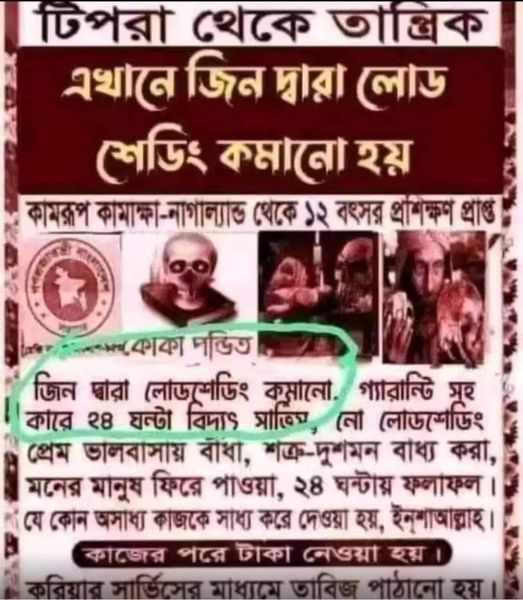 টিপরা থেকে তান্ত্রিক
এখানে জিন দ্বারা লোড
শেডিং কমানো হয়
কামরূপ কামাক্ষা-নাগাল্যান্ড থেকে ১২ বৎসর প্রশিক্ষণ প্রাপ্ত
কোকা পন্ডিত
জিন দ্বারা লোডশেডিং কমানো. গ্যারান্টি সহ
কারে ২৪ ঘন্টা বিদ্যৎ সার্ভিস, নো লোডশেডিং
প্রেম ভালবাসায় বাঁধা, শত্রু-দুশমন বাধ্য করা,
মনের মানুষ ফিরে পাওয়া, ২৪ ঘন্টায় ফলাফল।
যে কোন অসাধ্য কাজকে সাধ্য করে দেওয়া হয়, ইন্শাআল্লাহ।
কাজের পরে টাকা নেওয়া হয়।
করিয়ার সার্ভিসের মাধ্যমে তাবিজ পাঠানো হয়।